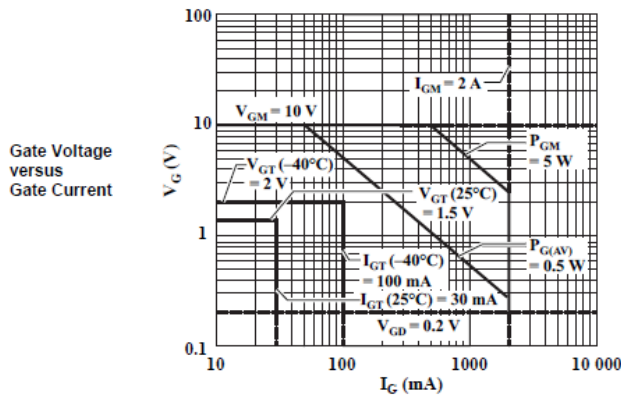 100
I_GM = 2 A
V_GM = 10 V
10
P_GM
= 5 W
Gate Voltage
versus
Gate Current
V_G (V)
V_GT (–40°C)
= 2 V
V_GT (25°C)
= 1.5 V
1
P_G(AV)
= 0.5 W
I_GT (–40°C)
= 100 mA
I_GT (25°C) = 30 mA
V_GD = 0.2 V
0.1
10
100
1000
10 000
I_G (mA)